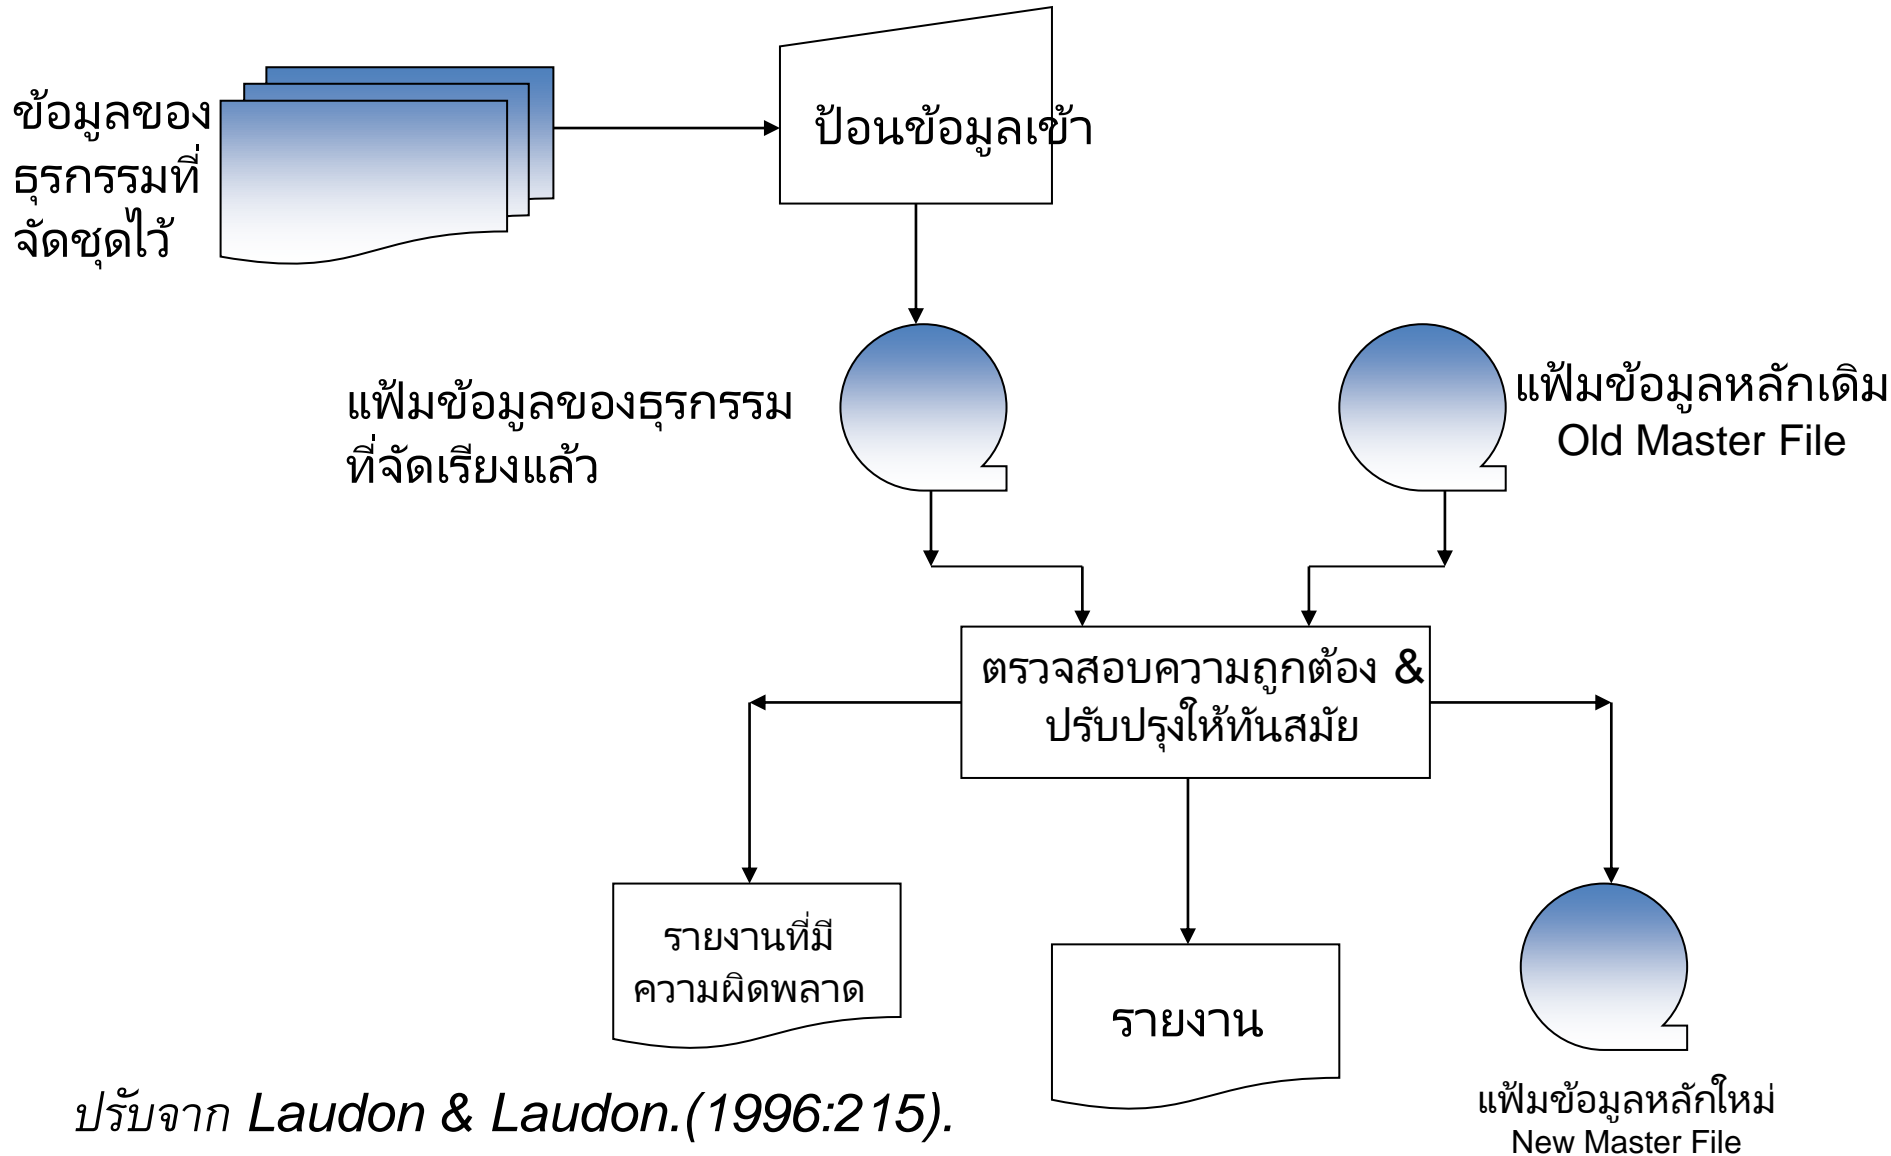 ข้อมูลของ
ธุรกรรมที่
จัดชุดไว้
ป้อนข้อมูลเข้า
แฟ้มข้อมูลของธุรกรรม
ที่จัดเรียงแล้ว
แฟ้มข้อมูลหลักเดิม
Old Master File
ตรวจสอบความถูกต้อง &
ปรับปรุงให้ทันสมัย
รายงานที่มี
ความผิดพลาด
รายงาน
แฟ้มข้อมูลหลักใหม่
New Master File
ปรับจาก Laudon & Laudon.(1996:215).